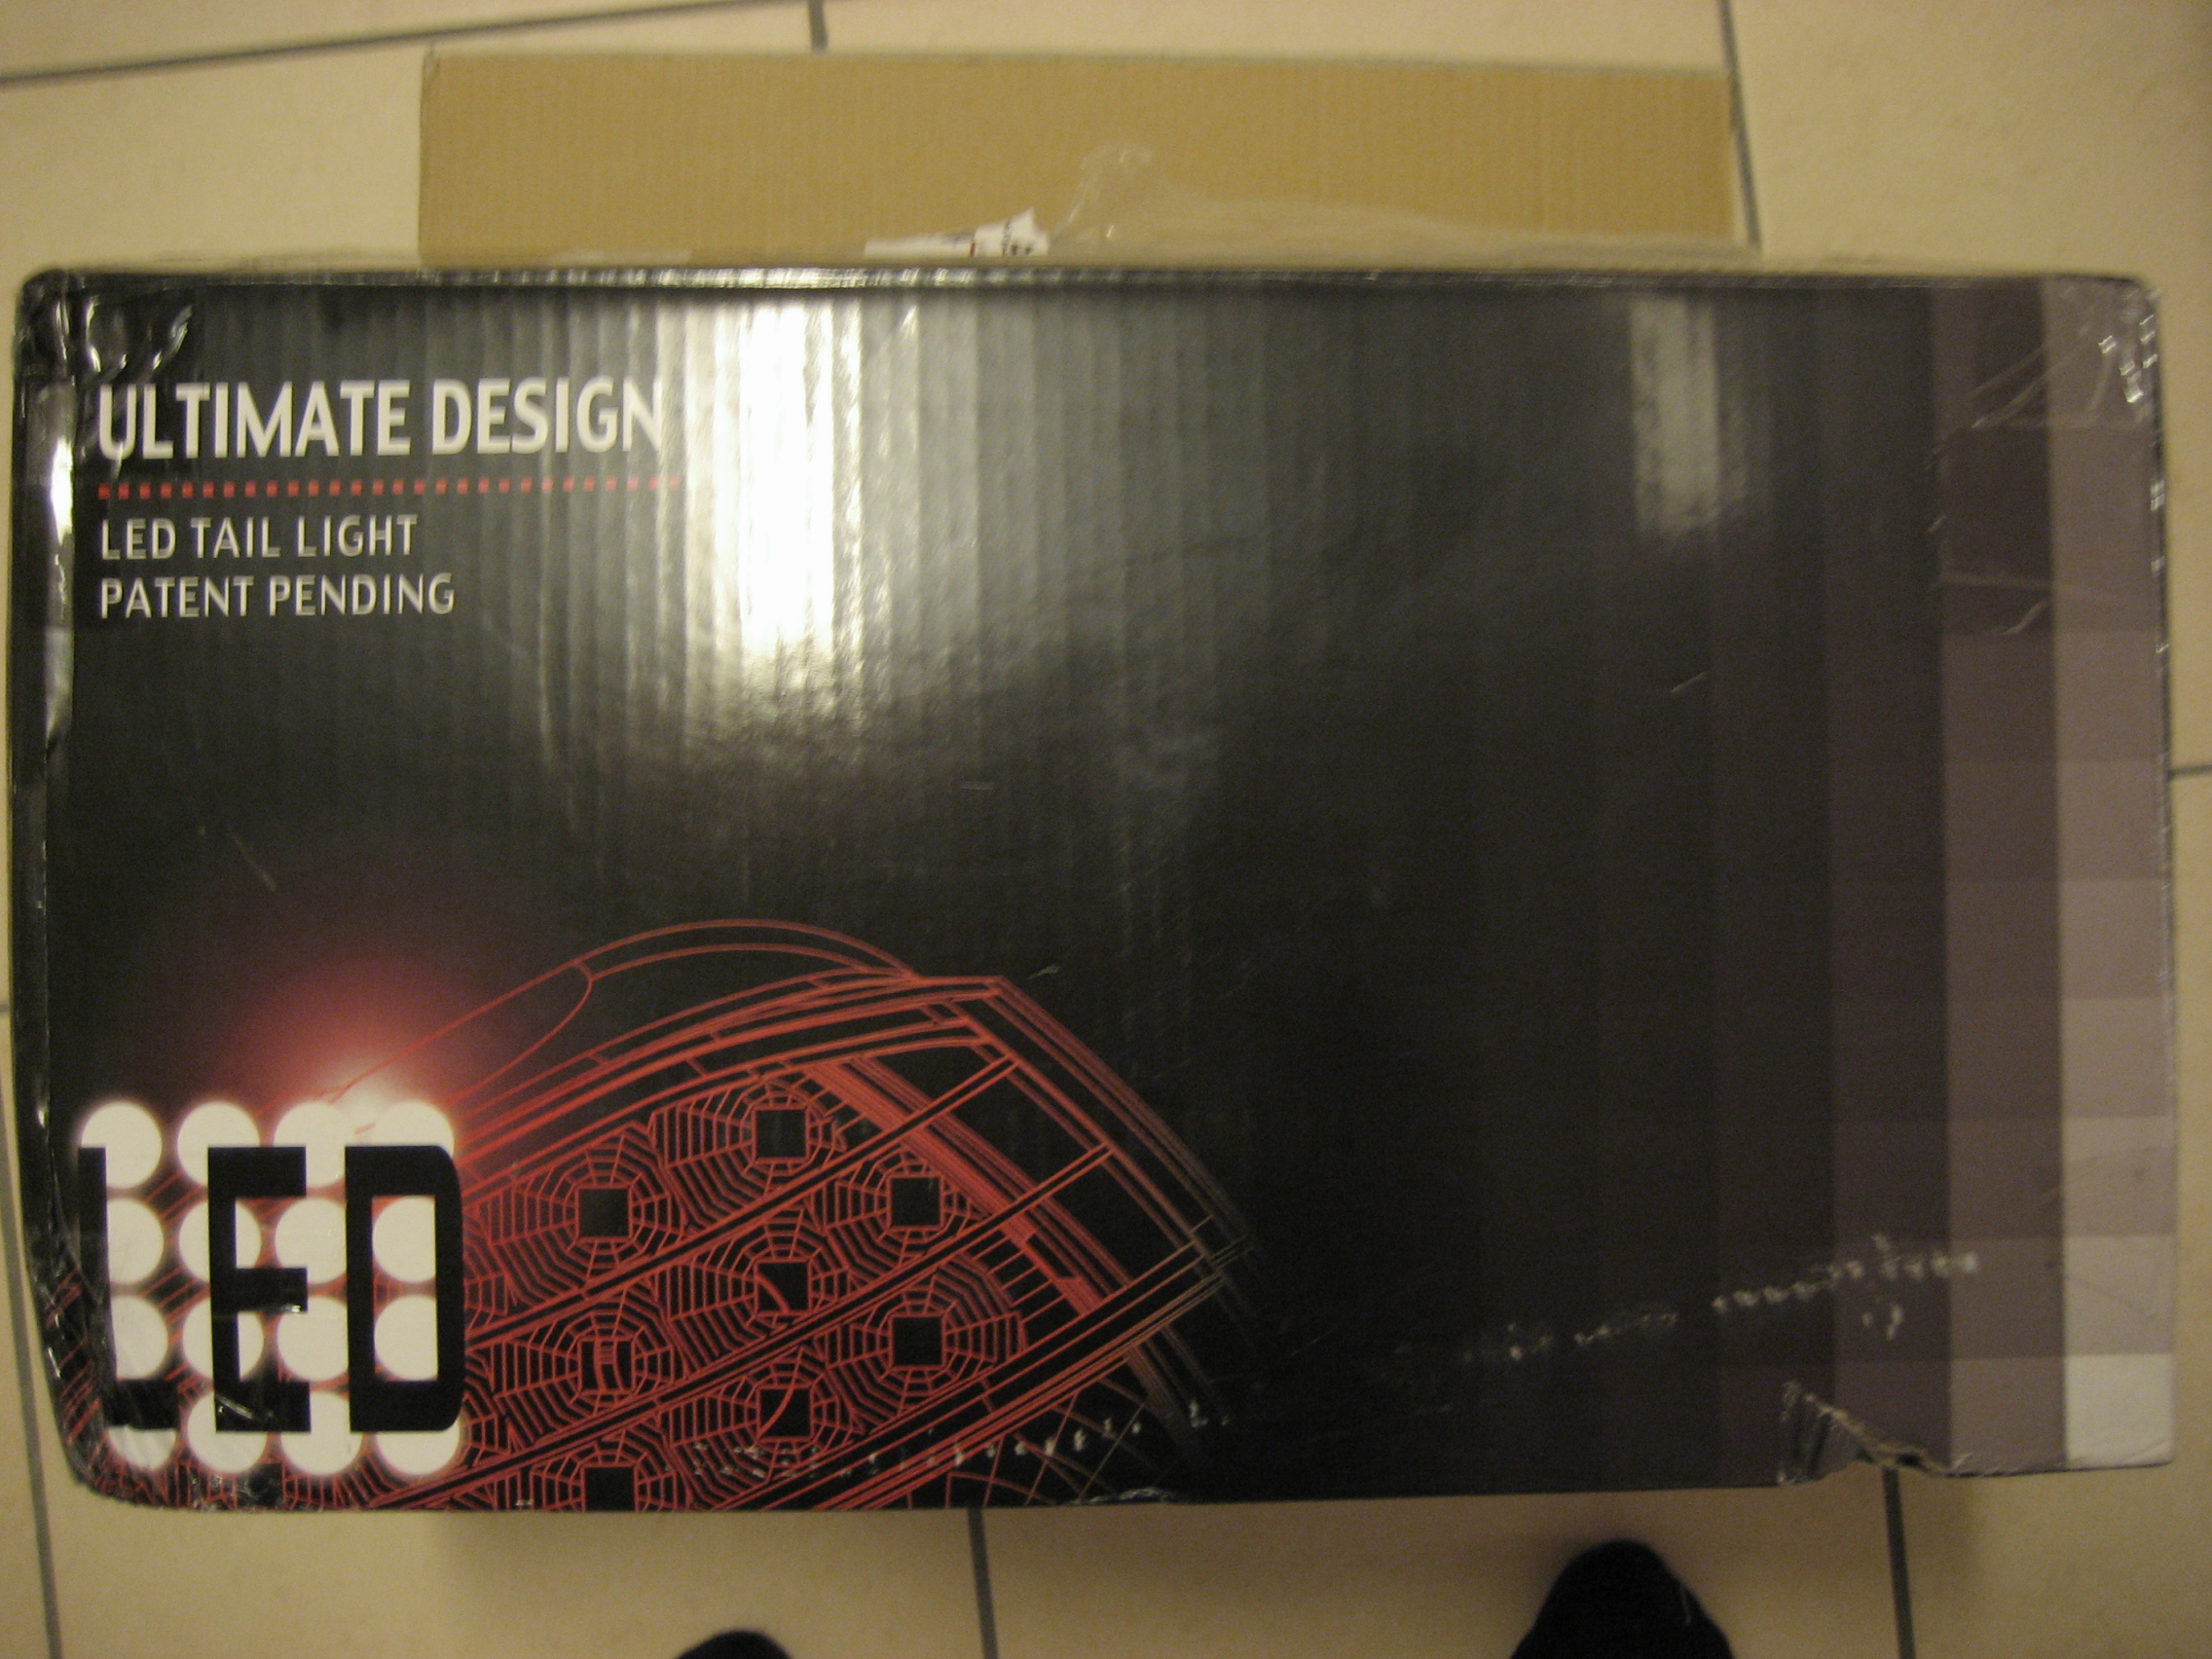 ULTIMATE DESIGN
LED TAIL LIGHT
PATENT PENDING
LED